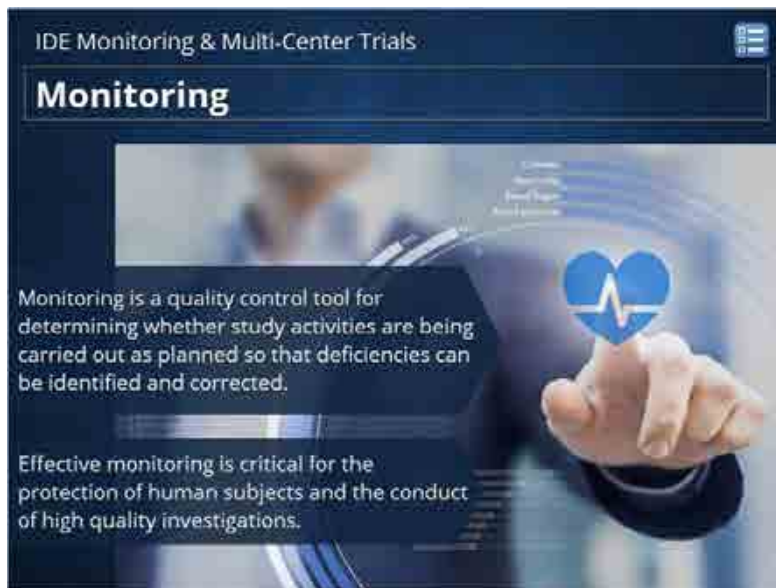 IDE Monitoring & Multi-Center Trials
Monitoring
Monitoring is a quality control tool for
determining whether study activities are being
carried out as planned so that deficiencies can
be identified and corrected.
Effective monitoring is critical for the
protection of human subjects and the conduct
of high quality investigations.